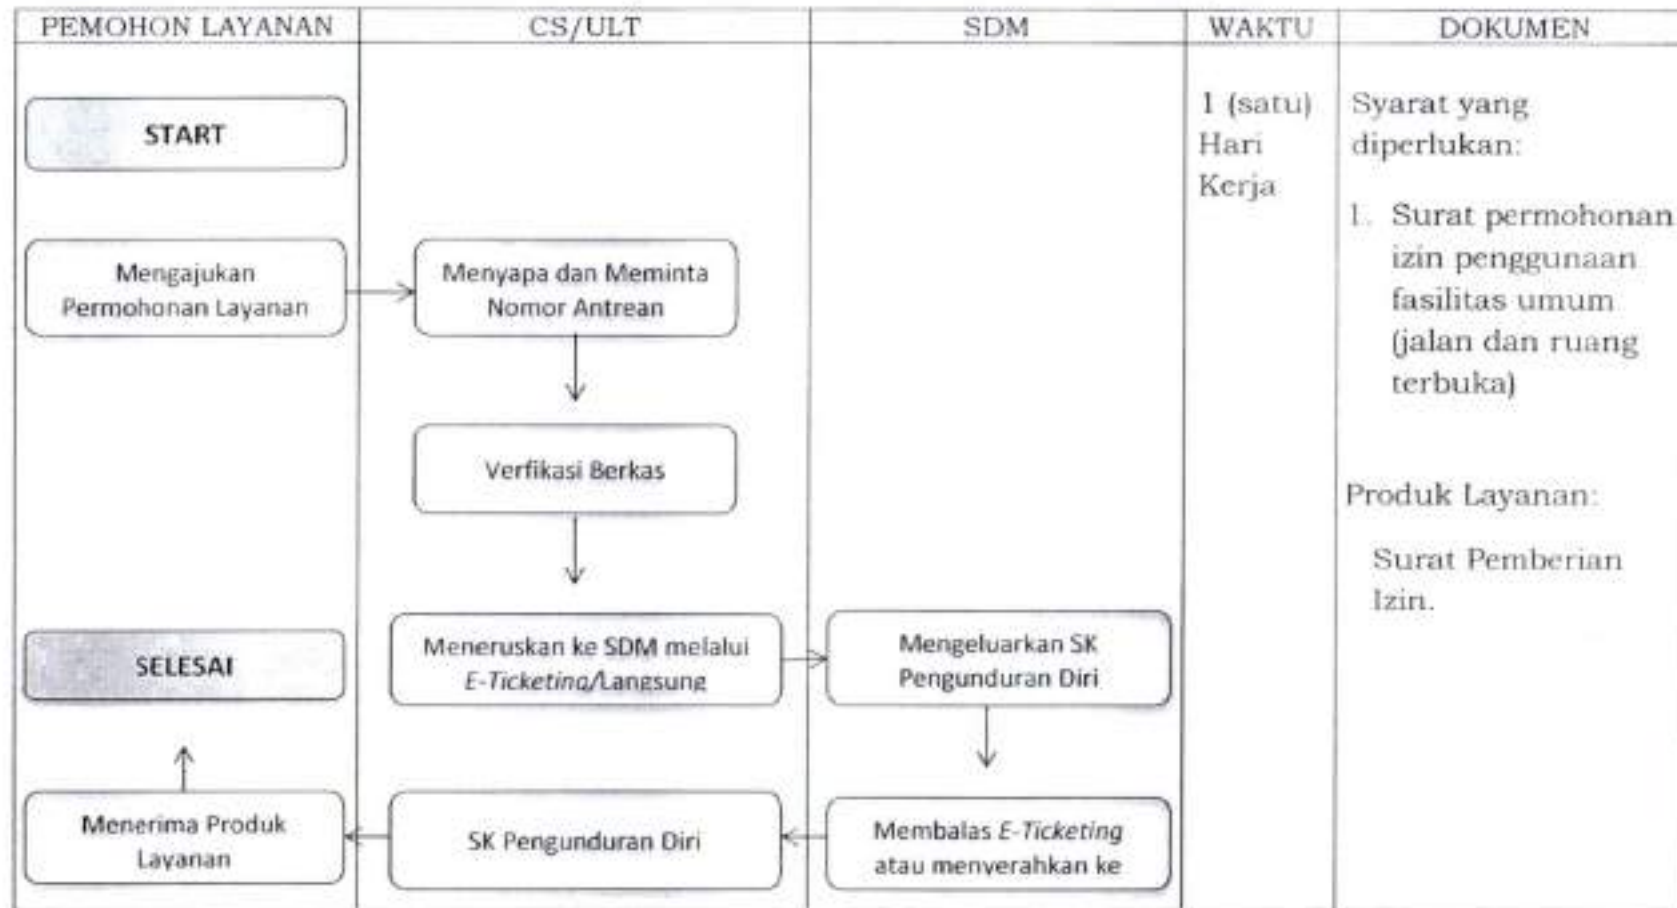 PEMOHON LAYANAN
CS/ULT
SDM
WAKTU
DOKUMEN
START
Mengajukan
Permohonan Layanan
Menyapa dan Meminta
Nomor Antrean
Verfikasi Berkas
Meneruskan ke SDM melalui
E-Ticketing/Langsung
Mengeluarkan SK
Pengunduran Diri
Membalas E-Ticketing
atau menyerahkan ke
SK Pengunduran Diri
Menerima Produk
Layanan
SELESAI
1 (satu)
Hari
Kerja
Syarat yang
diperlukan:
1. Surat permohonan
izin penggunaan
fasilitas umum
(jalan dan ruang
terbuka)
Produk Layanan:
Surat Pemberian
Izin.